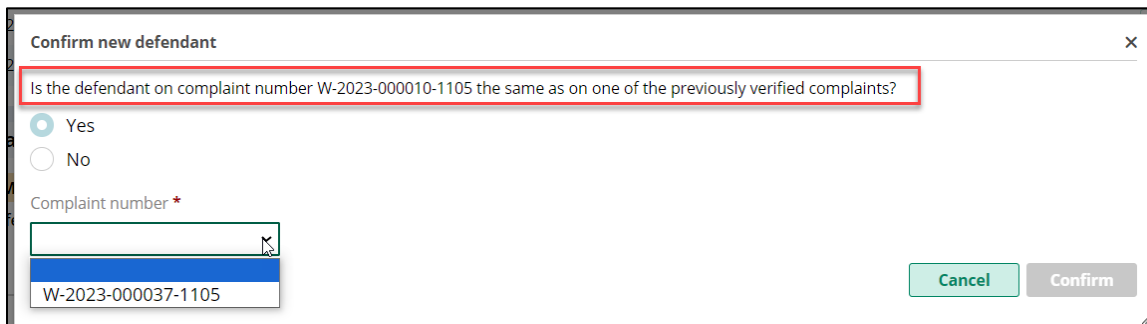 Confirm new defendant
Is the defendant on complaint number W-2023-000010-1105 the same as on one of the previously verified complaints?
Yes
No
Complaint number *
W-2023-000037-1105
Cancel Confirm